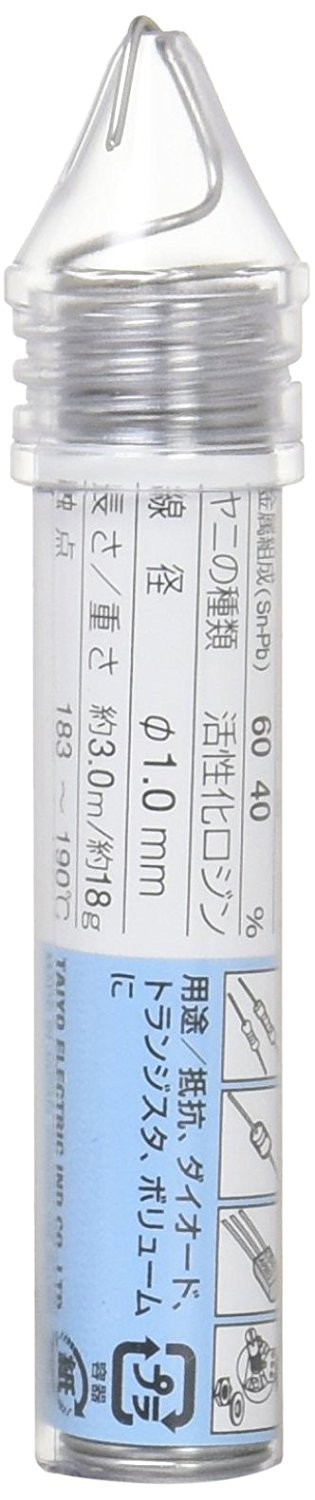 金属組成(Sn-Pb) 60 40 %
ヤニの種類 活性化ロジン
線 径 φ1.0 mm
長さ/重さ 約3.0m/約18g
融点 183 ~ 190℃
用途/抵抗、ダイオード、
トランジスタ、ボリューム
に
TAIYO ELECTRIC IND CO.,LTD.
プラ
容器
紙